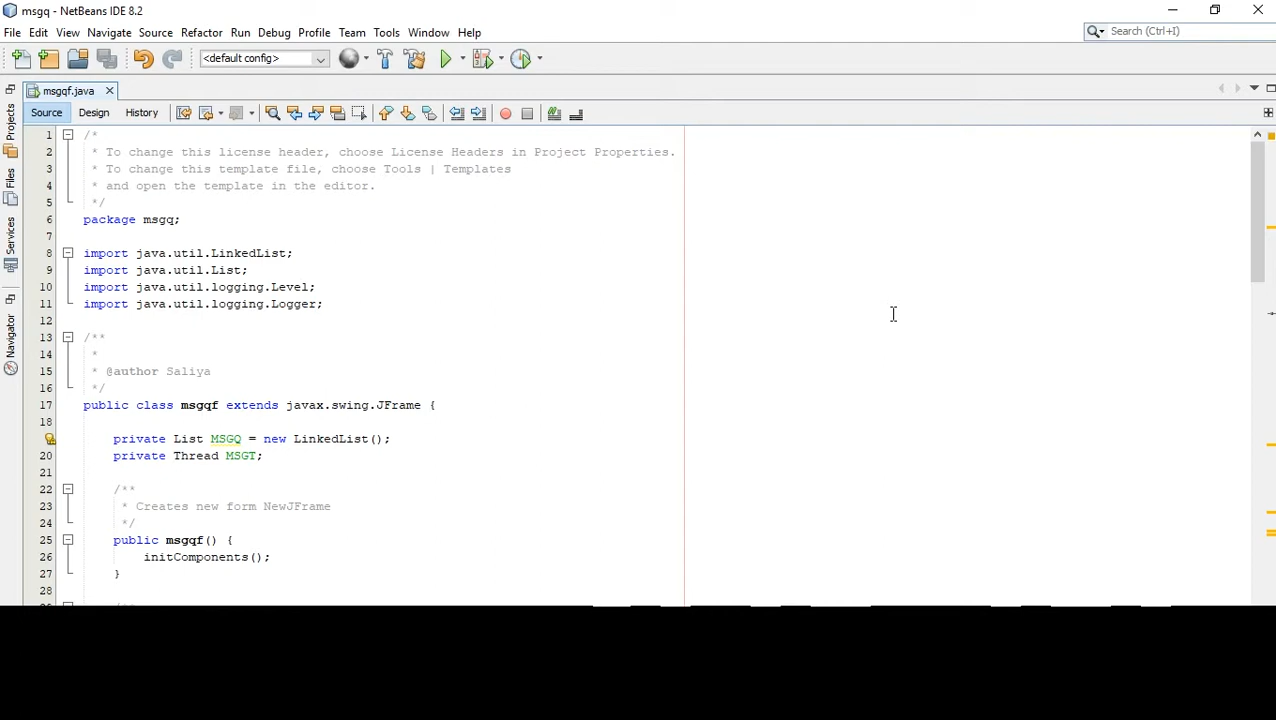 msgq - NetBeans IDE 8.2
File Edit View Navigate Source Refactor Run Debug Profile Team Tools Window Help
Search (Ctrl+I)
<default config>
msgqf.java
Source Design History
Projects
Files
Services
Navigator
1 /*
2 * To change this license header, choose License Headers in Project Properties.
3 * To change this template file, choose Tools | Templates
4 * and open the template in the editor.
5 */
6 package msgq;
7
8 import java.util.LinkedList;
9 import java.util.List;
10 import java.util.logging.Level;
11 import java.util.logging.Logger;
12
13 /**
14 *
15 * @author Saliya
16 */
17 public class msgqf extends javax.swing.JFrame {
18
private List MSGQ = new LinkedList();
20 private Thread MSGT;
21
22 /**
23 * Creates new form NewJFrame
24 */
25 public msgqf() {
26 initComponents();
27 }
28